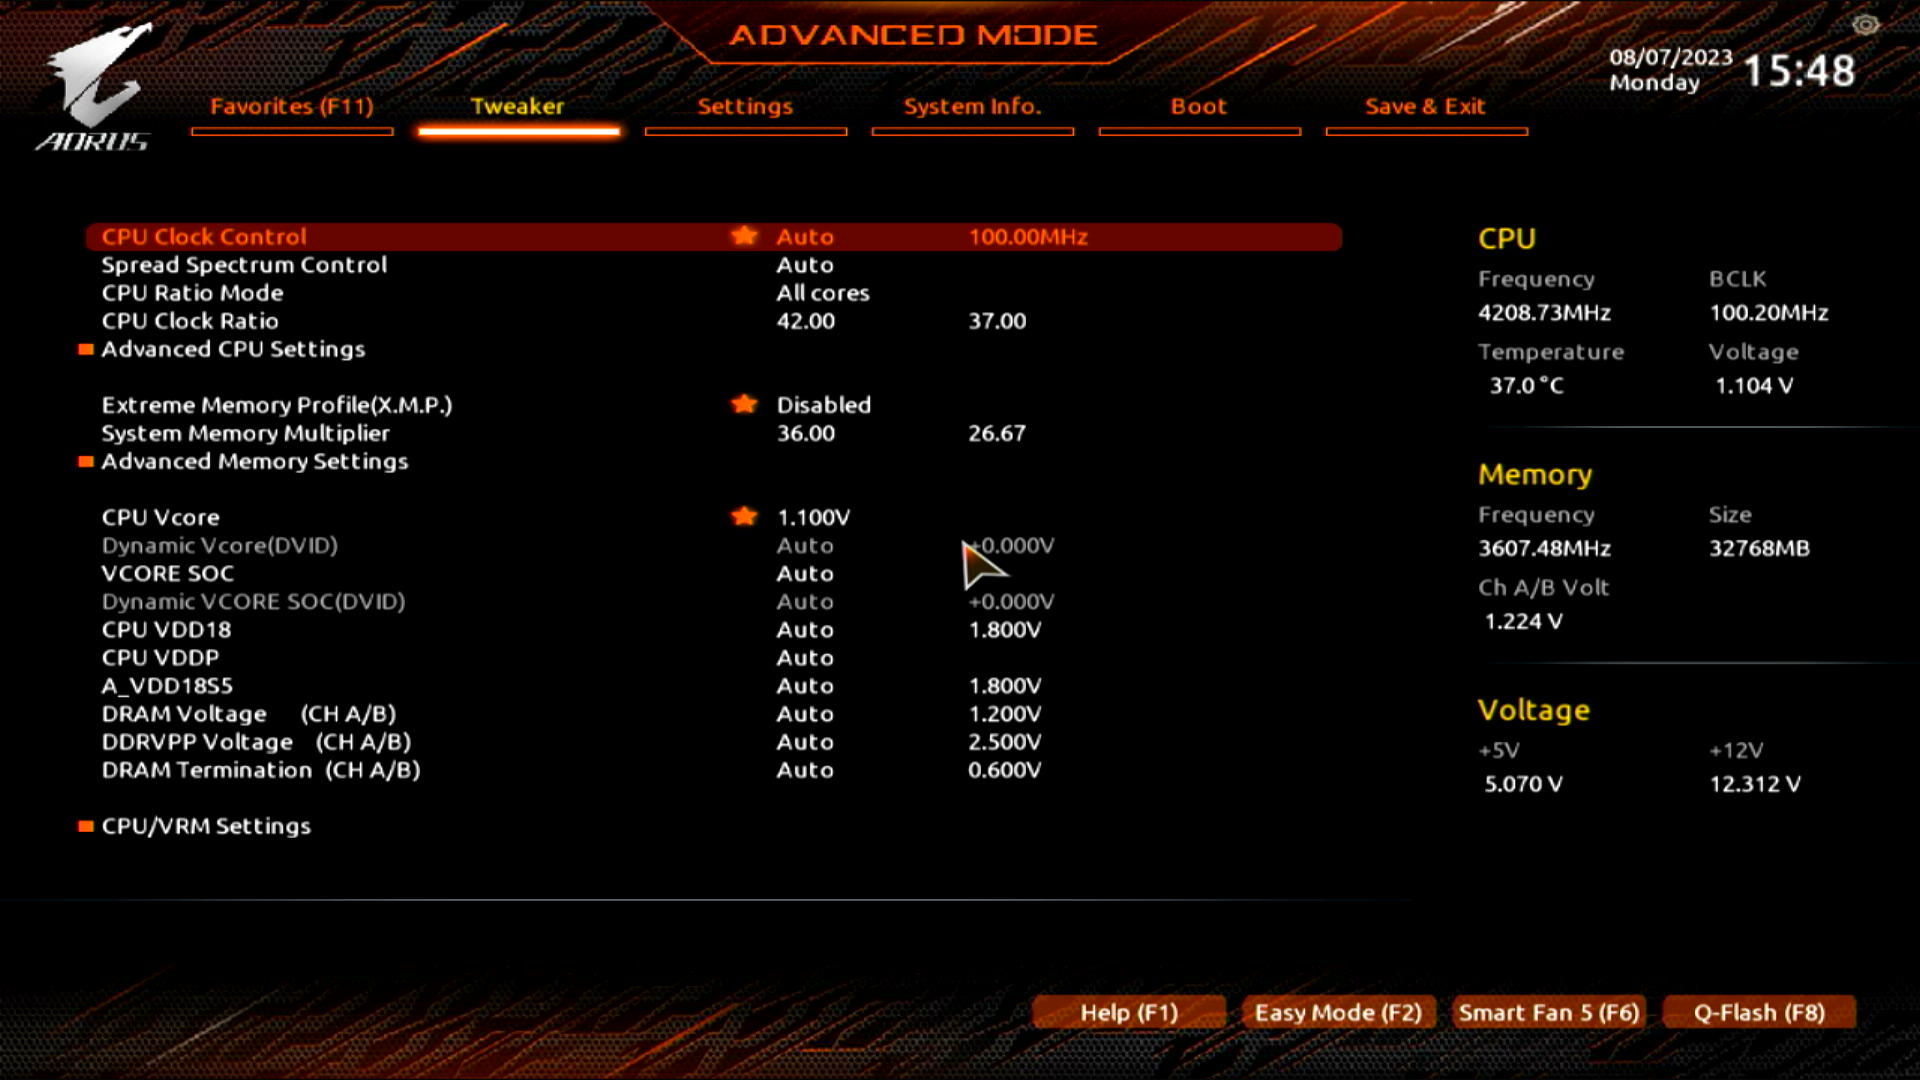 ADVANCED MODE
AORUS
08/07/2023
Monday
15:48
Favorites (F11) Tweaker Settings System Info. Boot Save & Exit
CPU Clock Control Auto 100.00MHz
Spread Spectrum Control Auto
CPU Ratio Mode All cores
CPU Clock Ratio 42.00 37.00
Advanced CPU Settings
Extreme Memory Profile(X.M.P.) Disabled
System Memory Multiplier 36.00 26.67
Advanced Memory Settings
CPU Vcore 1.100V
Dynamic Vcore(DVID) Auto +0.000V
VCORE SOC Auto
Dynamic VCORE SOC(DVID) Auto +0.000V
CPU VDD18 Auto 1.800V
CPU VDDP Auto
A_VDD18S5 Auto 1.800V
DRAM Voltage (CH A/B) Auto 1.200V
DDRVPP Voltage (CH A/B) Auto 2.500V
DRAM Termination (CH A/B) Auto 0.600V
CPU/VRM Settings
CPU
Frequency BCLK
4208.73MHz 100.20MHz
Temperature Voltage
37.0 °C 1.104 V
Memory
Frequency Size
3607.48MHz 32768MB
Ch A/B Volt
1.224 V
Voltage
+5V +12V
5.070 V 12.312 V
Help (F1) Easy Mode (F2) Smart Fan 5 (F6) Q-Flash (F8)